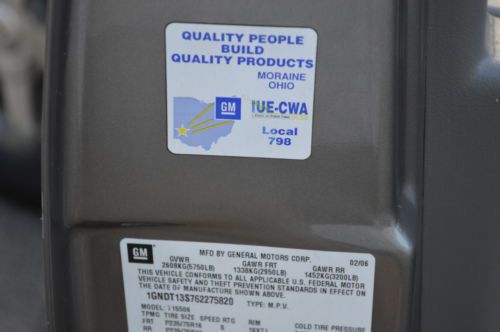 QUALITY PEOPLE
BUILD
QUALITY PRODUCTS
MORAINE
OHIO
GM
IUE-CWA
Local
798
GM
MFD BY GENERAL MOTORS CORP. 02/06
GVWR GAWR FRT GAWR RR
2608KG(5750LB) 1338KG(2950LB) 1452KG(3200LB)
THIS VEHICLE CONFORMS TO ALL APPLICABLE U.S. FEDERAL MOTOR
VEHICLE SAFETY AND THEFT PREVENTION STANDARDS IN EFFECT ON
THE DATE OF MANUFACTURE SHOWN ABOVE.
1GNDT13S762275820 TYPE: M.P.V.
MODEL: T15506
TPMS TIRE SIZE SPEED RTG RIM COLD TIRE PRESSURE
FRT P235/75R16 S